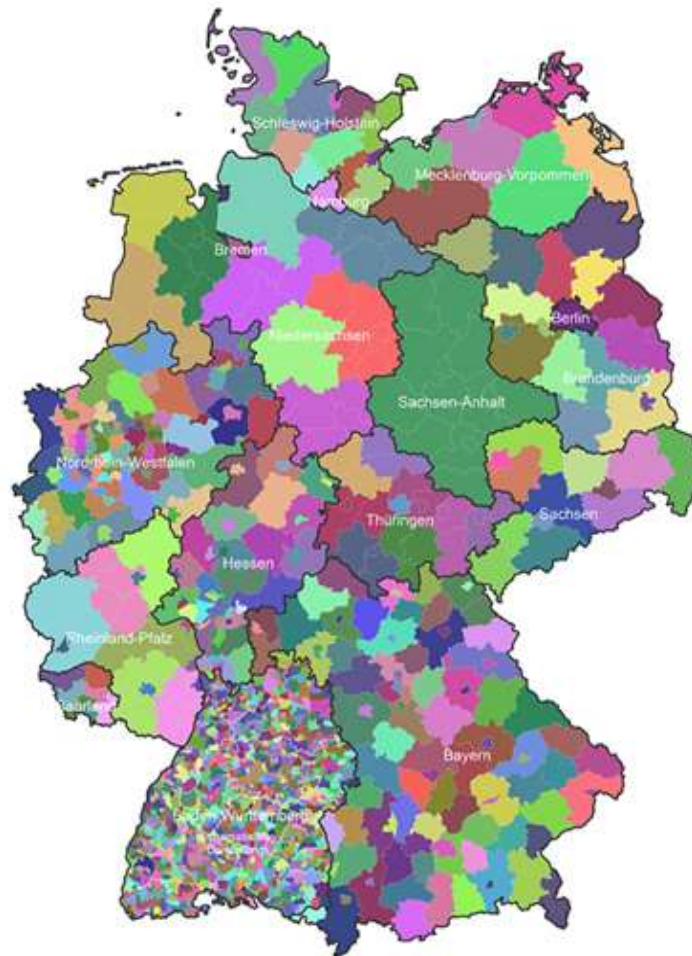 Schleswig-Holstein
Mecklenburg-Vorpommern
Hamburg
Bremen
Berlin
Niedersachsen
Brandenburg
Sachsen-Anhalt
Nordrhein-Westfalen
Sachsen
Thüringen
Hessen
Rheinland-Pfalz
Saarland
Bayern
Baden-Württemberg